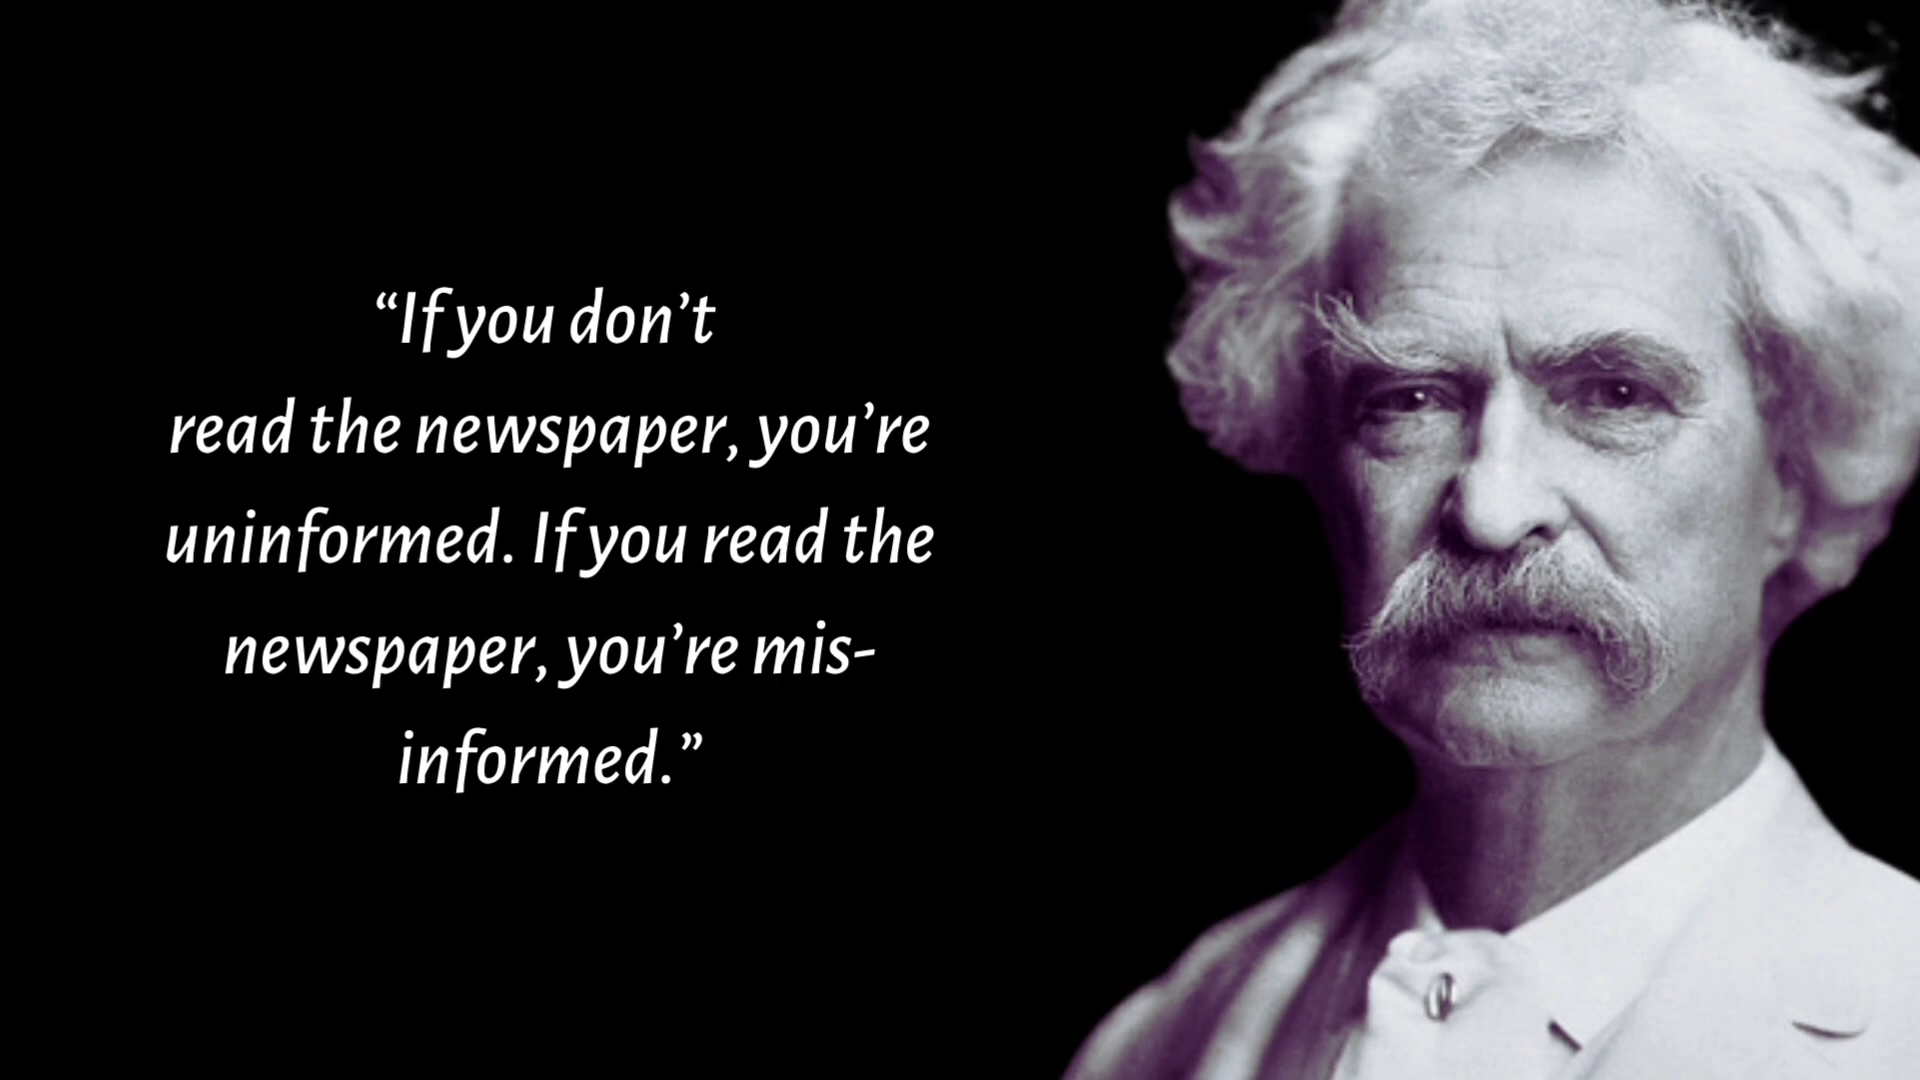 “If you don’t
read the newspaper, you’re
uninformed. If you read the
newspaper, you’re mis-
informed.”